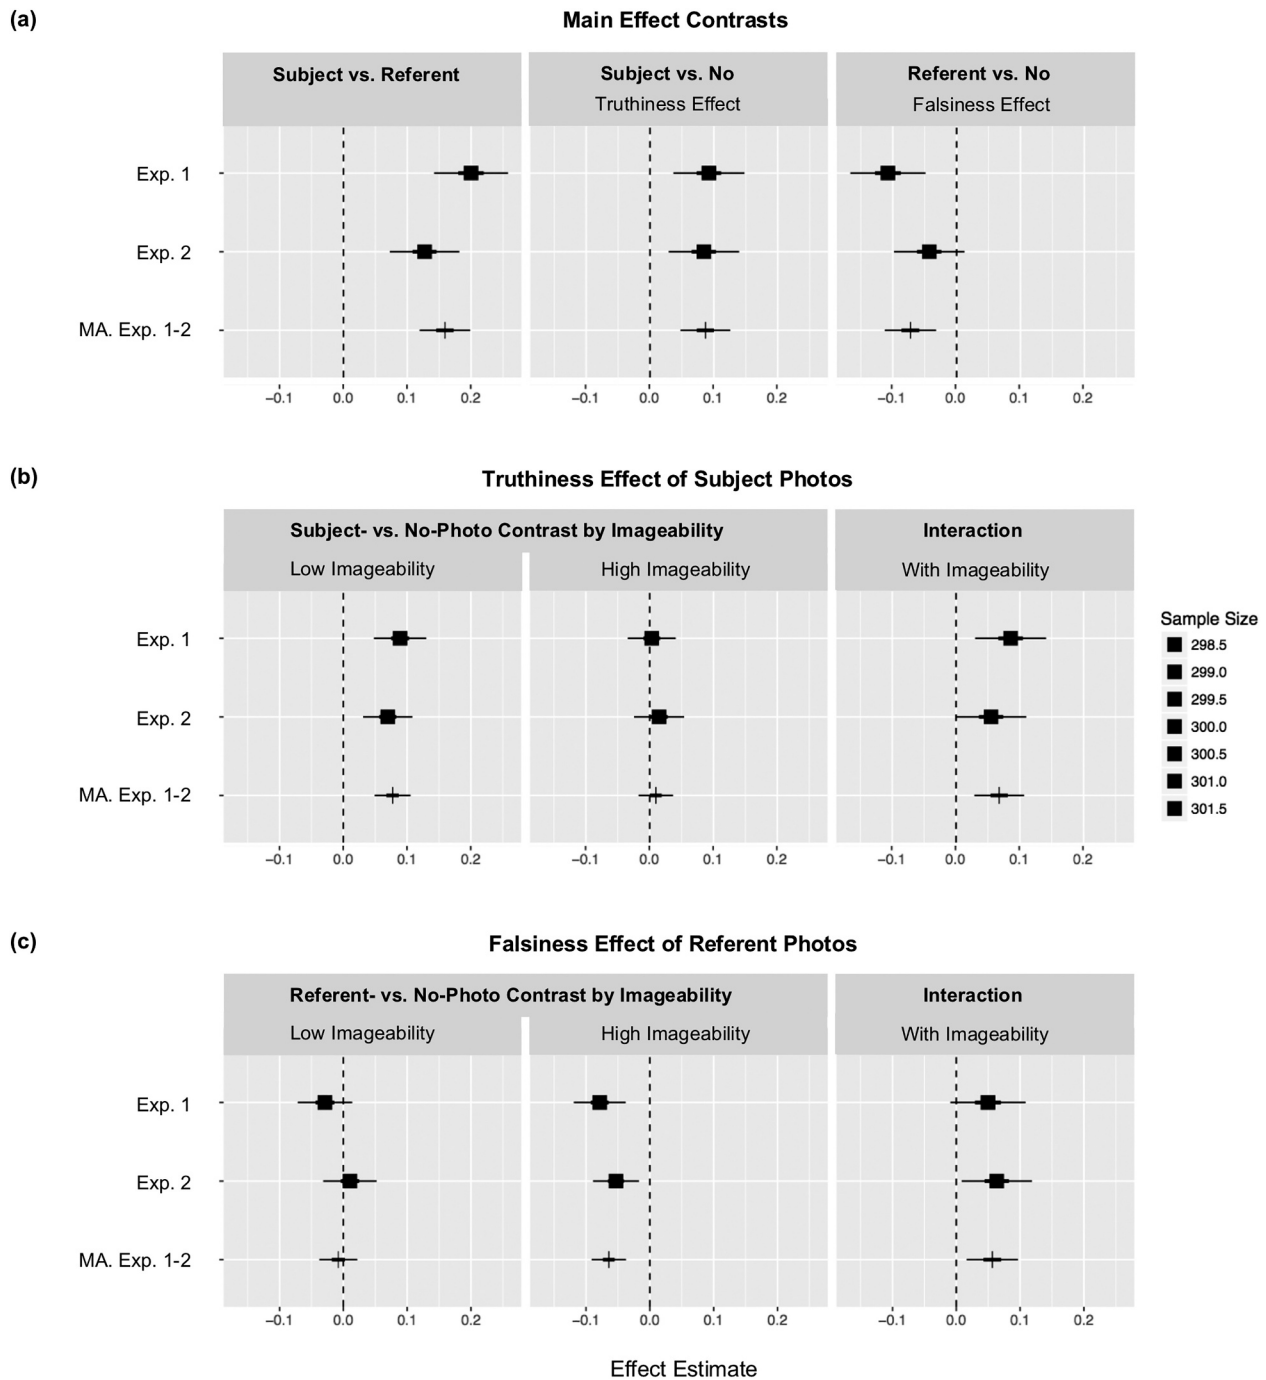 (a)
Main Effect Contrasts
Subject vs. Referent
Subject vs. No
Truthiness Effect
Referent vs. No
Falsiness Effect
Exp. 1
Exp. 2
MA. Exp. 1-2
−0.1 0.0 0.1 0.2
−0.1 0.0 0.1 0.2
−0.1 0.0 0.1 0.2
(b)
Truthiness Effect of Subject Photos
Subject- vs. No-Photo Contrast by Imageability
Low Imageability
High Imageability
Interaction
With Imageability
Exp. 1
Exp. 2
MA. Exp. 1-2
−0.1 0.0 0.1 0.2
−0.1 0.0 0.1 0.2
−0.1 0.0 0.1 0.2
Sample Size
298.5
299.0
299.5
300.0
300.5
301.0
301.5
(c)
Falsiness Effect of Referent Photos
Referent- vs. No-Photo Contrast by Imageability
Low Imageability
High Imageability
Interaction
With Imageability
Exp. 1
Exp. 2
MA. Exp. 1-2
−0.1 0.0 0.1 0.2
−0.1 0.0 0.1 0.2
−0.1 0.0 0.1 0.2
Effect Estimate